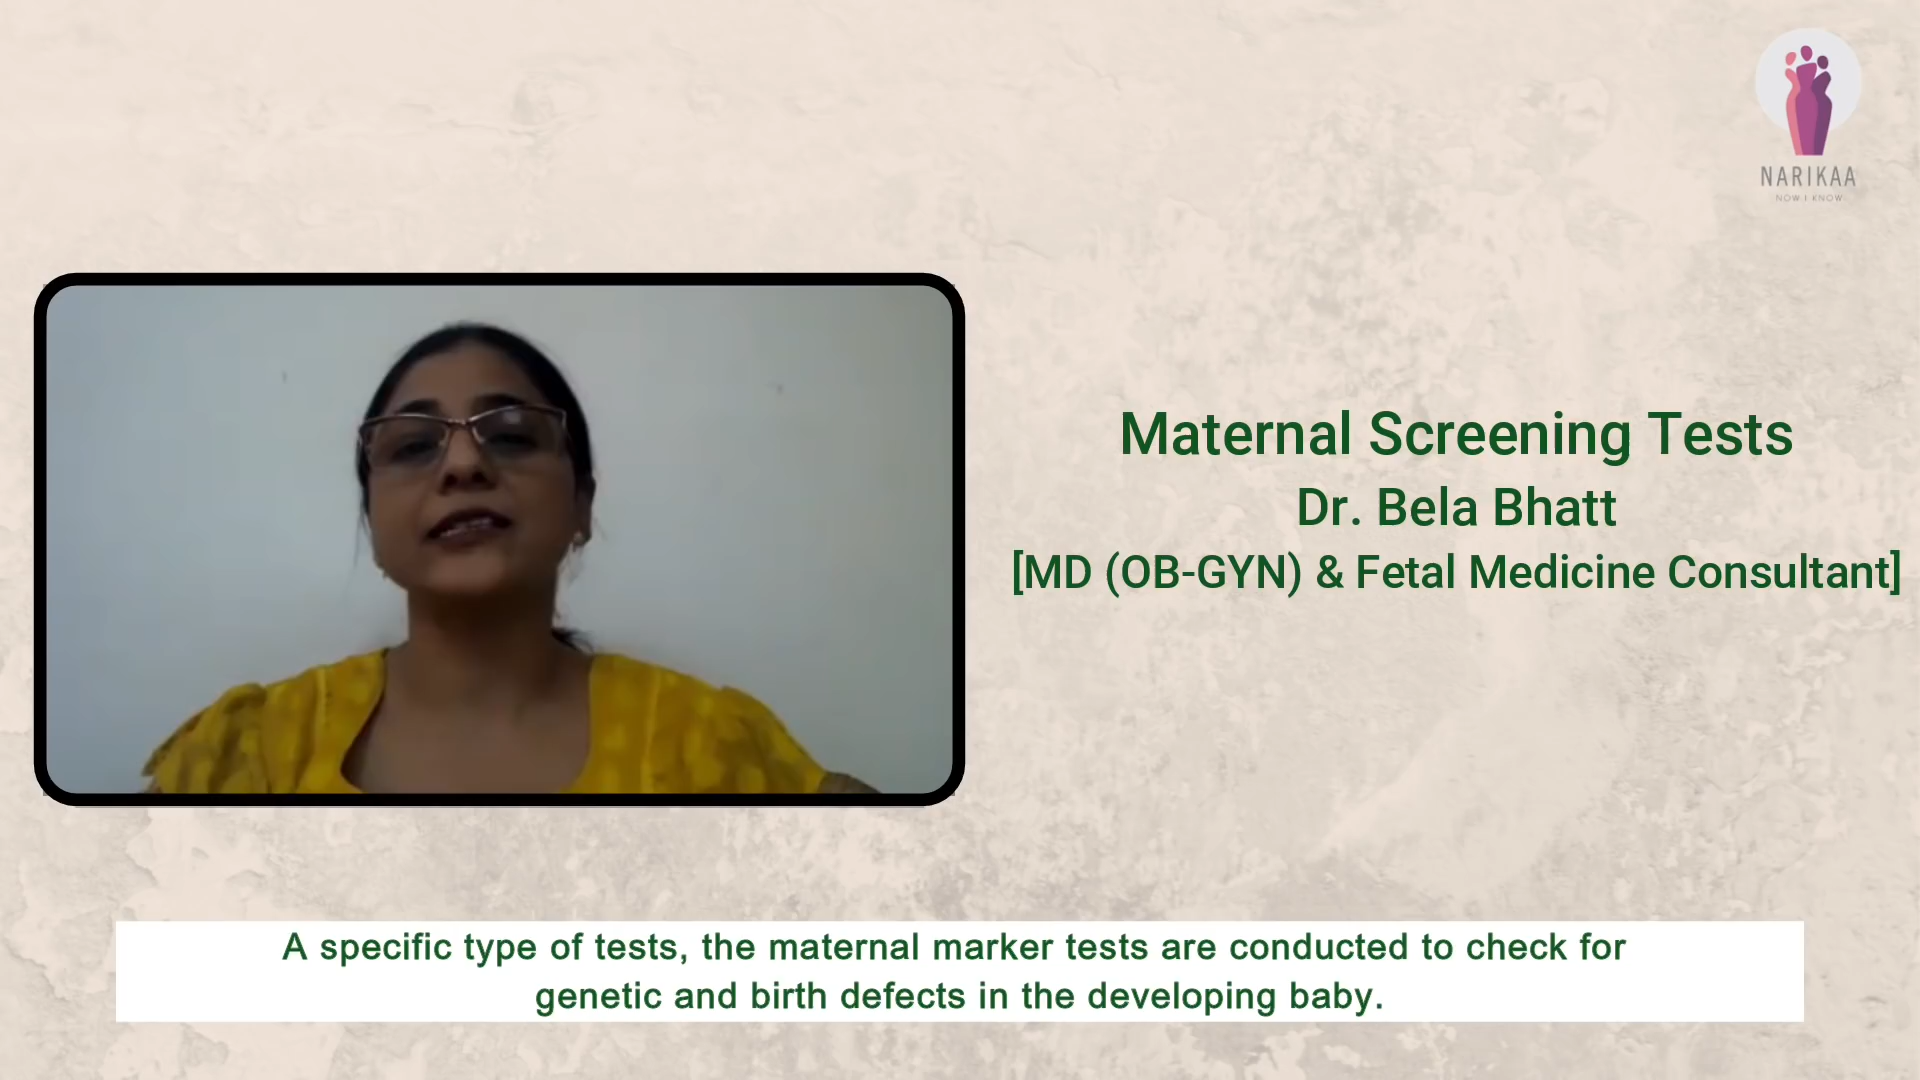 NARIKAA
NOW I KNOW
Maternal Screening Tests
Dr. Bela Bhatt
[MD (OB-GYN) & Fetal Medicine Consultant]
A specific type of tests, the maternal marker tests are conducted to check for
genetic and birth defects in the developing baby.